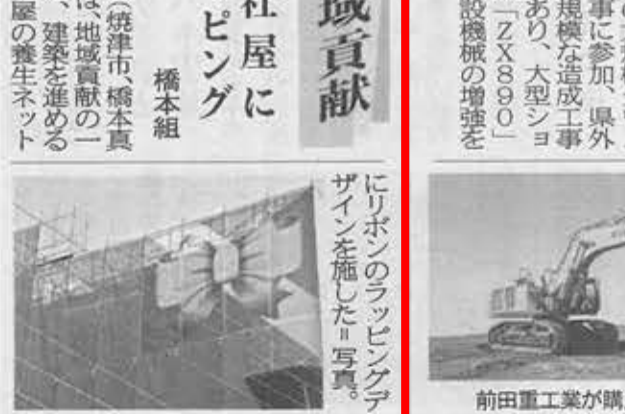 事に参加、県外
規模な造成工事
あり、大型ショ
「ZX890」
設機械の増強を
前田重工業が購
域貢献
社屋に
ピング
橋本組
(焼津市、橋本真
は、地域貢献の一
、建築を進める
屋の養生ネット
にリボンのラッピングデ
ザインを施した=写真。